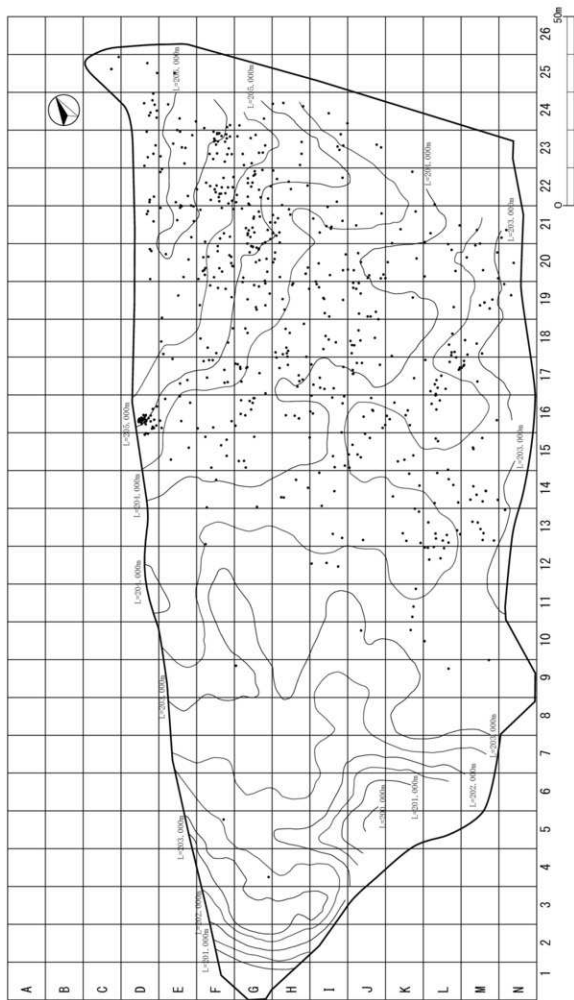 A
B
C
D
E
F
G
H
I
J
K
L
M
N
1
2
3
4
5
6
7
8
9
10
11
12
13
14
15
16
17
18
19
20
21
22
23
24
25
26
0
50m
L=201.000m
L=202.000m
L=203.000m
L=203.000m
L=204.000m
L=204.000m
L=205.000m
L=205.000m
L=204.000m
L=203.000m
L=203.000m
L=203.000m
L=202.000m
L=201.000m
L=200.000m